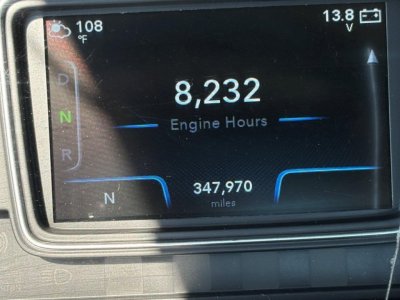 108
°F
13.8
V
D
N
R
8,232
Engine Hours
N
347,970
miles